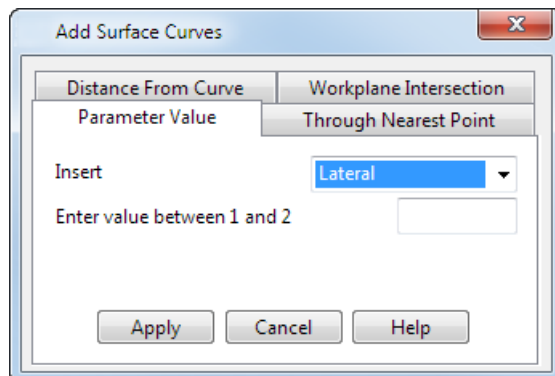 Add Surface Curves
Distance From Curve Workplane Intersection
Parameter Value Through Nearest Point
Insert Lateral
Enter value between 1 and 2
Apply Cancel Help